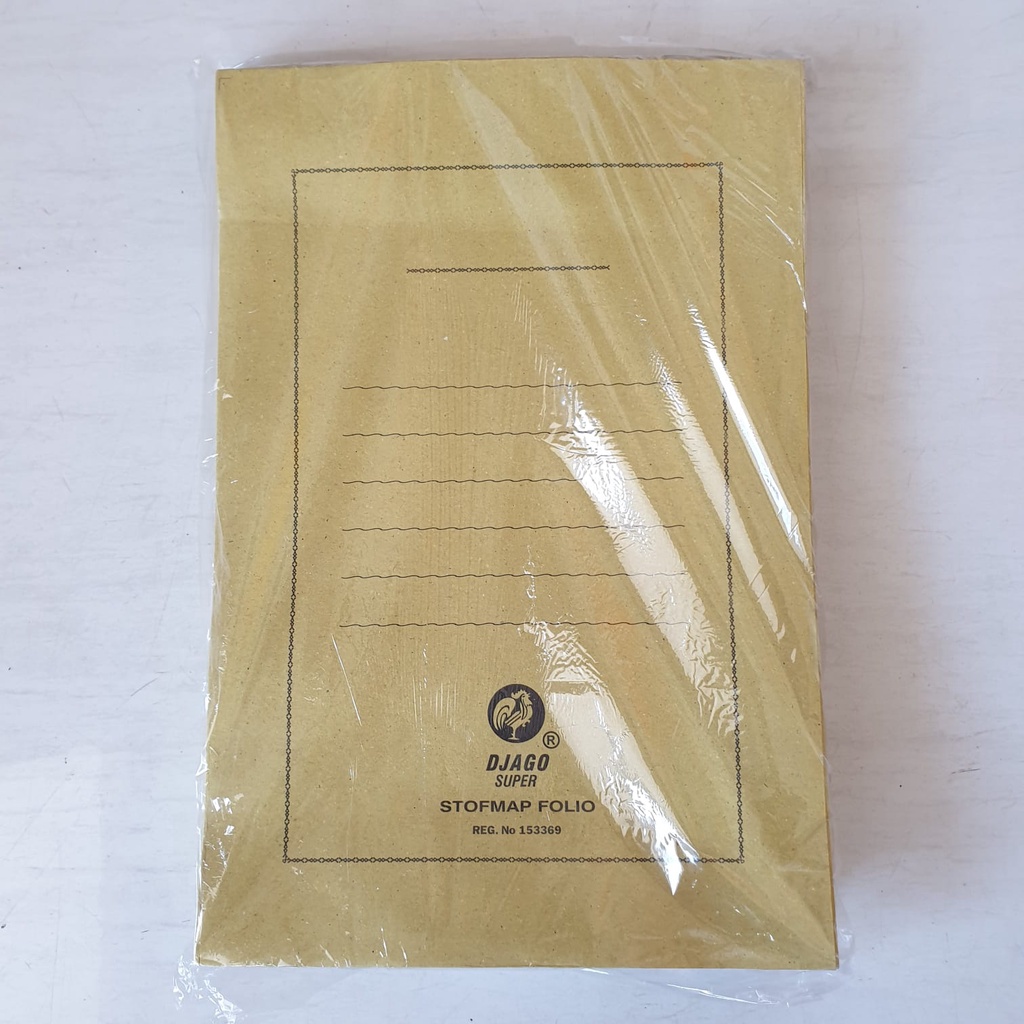 ®
DJAGO
SUPER
STOFMAP FOLIO
REG. No 153369